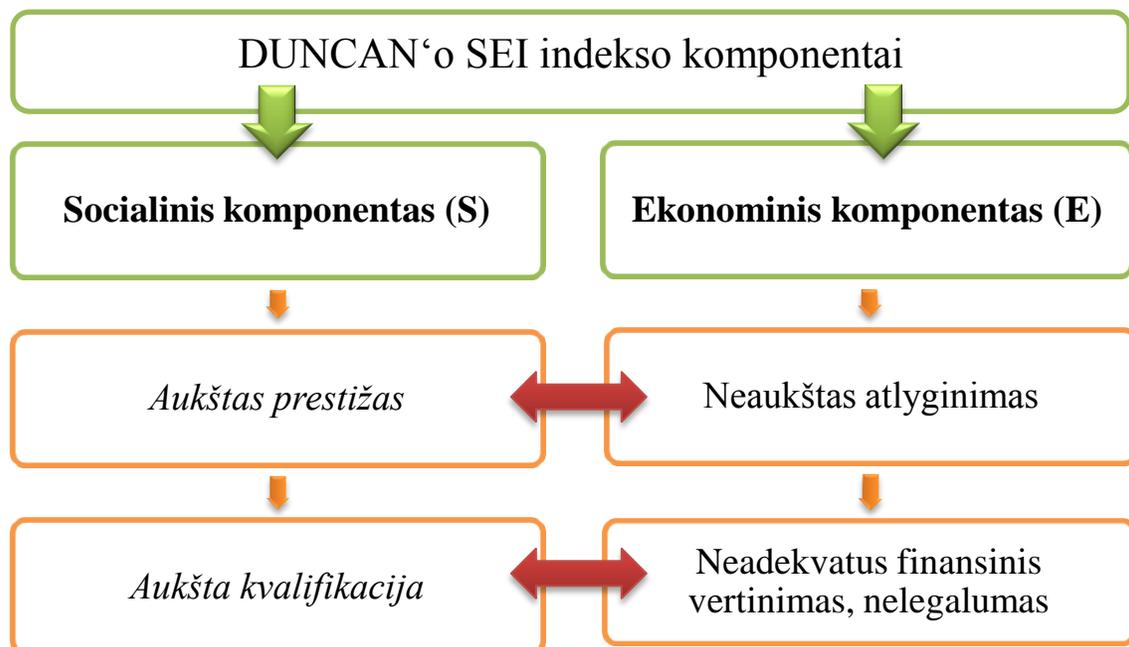 DUNCAN‘o SEI indekso komponentai
Socialinis komponentas (S)
Ekonominis komponentas (E)
Aukštas prestižas
Neaukštas atlyginimas
Aukšta kvalifikacija
Neadekvatus finansinis
vertinimas, nelegalumas